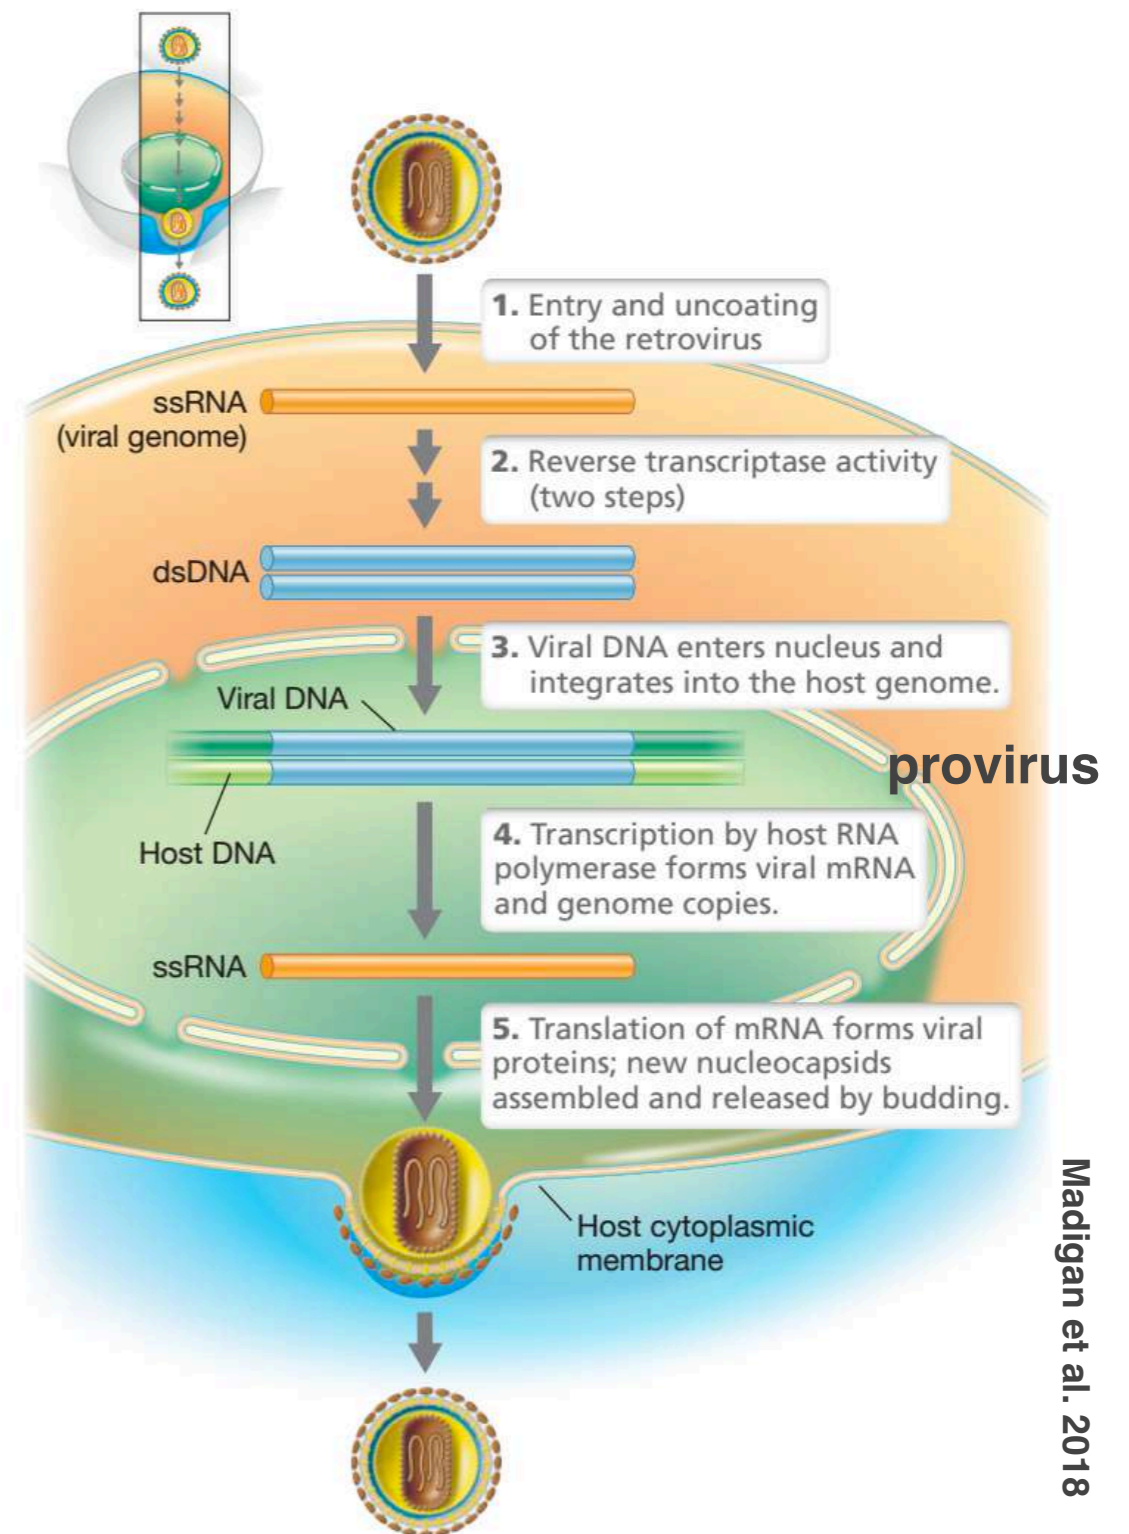 1. Entry and uncoating
of the retrovirus
ssRNA
(viral genome)
2. Reverse transcriptase activity
(two steps)
dsDNA
3. Viral DNA enters nucleus and
integrates into the host genome.
Viral DNA
provirus
Host DNA
4. Transcription by host RNA
polymerase forms viral mRNA
and genome copies.
ssRNA
5. Translation of mRNA forms viral
proteins; new nucleocapsids
assembled and released by budding.
Host cytoplasmic
membrane
Madigan et al. 2018